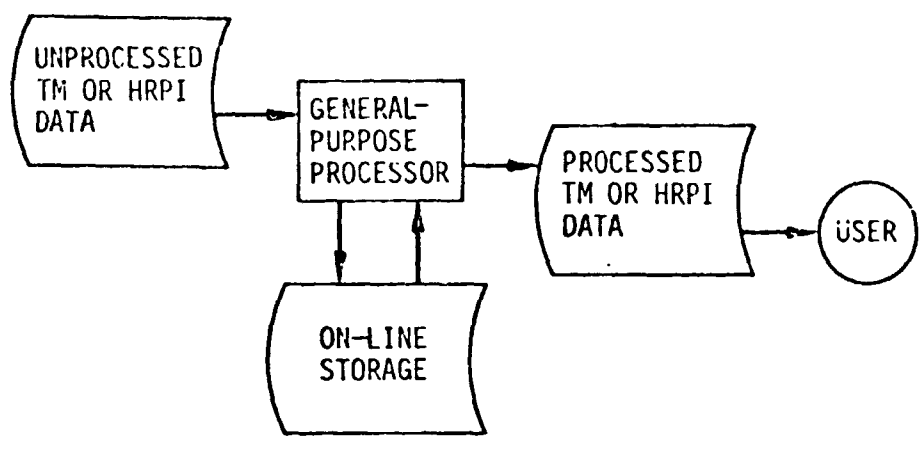 UNPROCESSED
TM OR HRPI
DATA
GENERAL-
PURPOSE
PROCESSOR
PROCESSED
TM OR HRPI
DATA
USER
ON-LINE
STORAGE